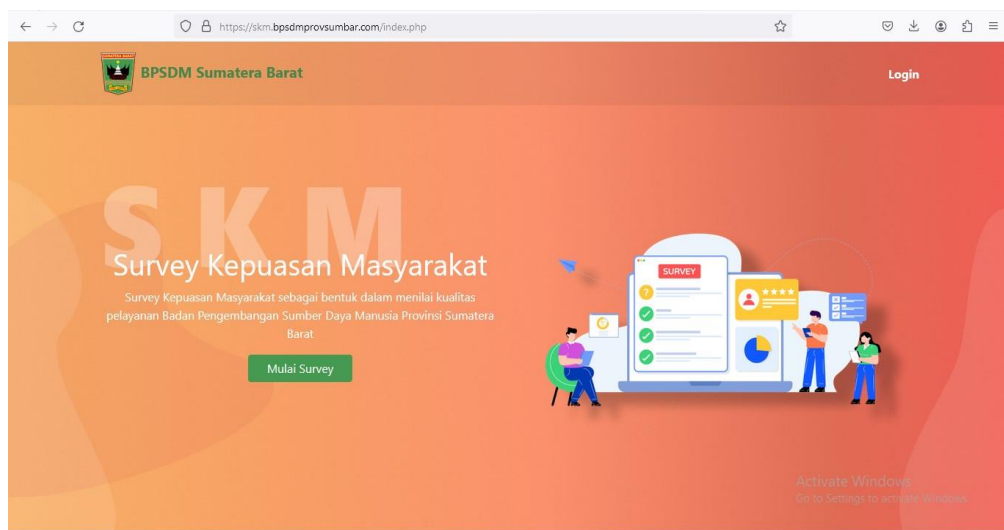 https://skm.bpsdmprovsumbar.com/index.php
BPSDM Sumatera Barat
Login
SKM
Survey Kepuasan Masyarakat
Survey Kepuasan Masyarakat sebagai bentuk dalam menilai kualitas
pelayanan Badan Pengembangan Sumber Daya Manusia Provinsi Sumatera
Barat
Mulai Survey
SURVEY
Activate Windows
Go to Settings to activate Windows.